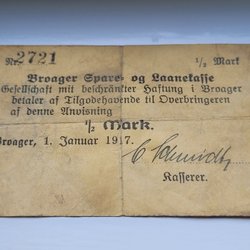 Nr. 2721 1/2 Mark
Broager Spare- og Laanekasse
Gesellschaft mit beschränkter Haftung i Broager
betaler af Tilgodehavende til Overbringeren
af denne Anvisning
1/2 Mark.
Broager, 1. Januar 1917.
C Schmidt
Kasserer.